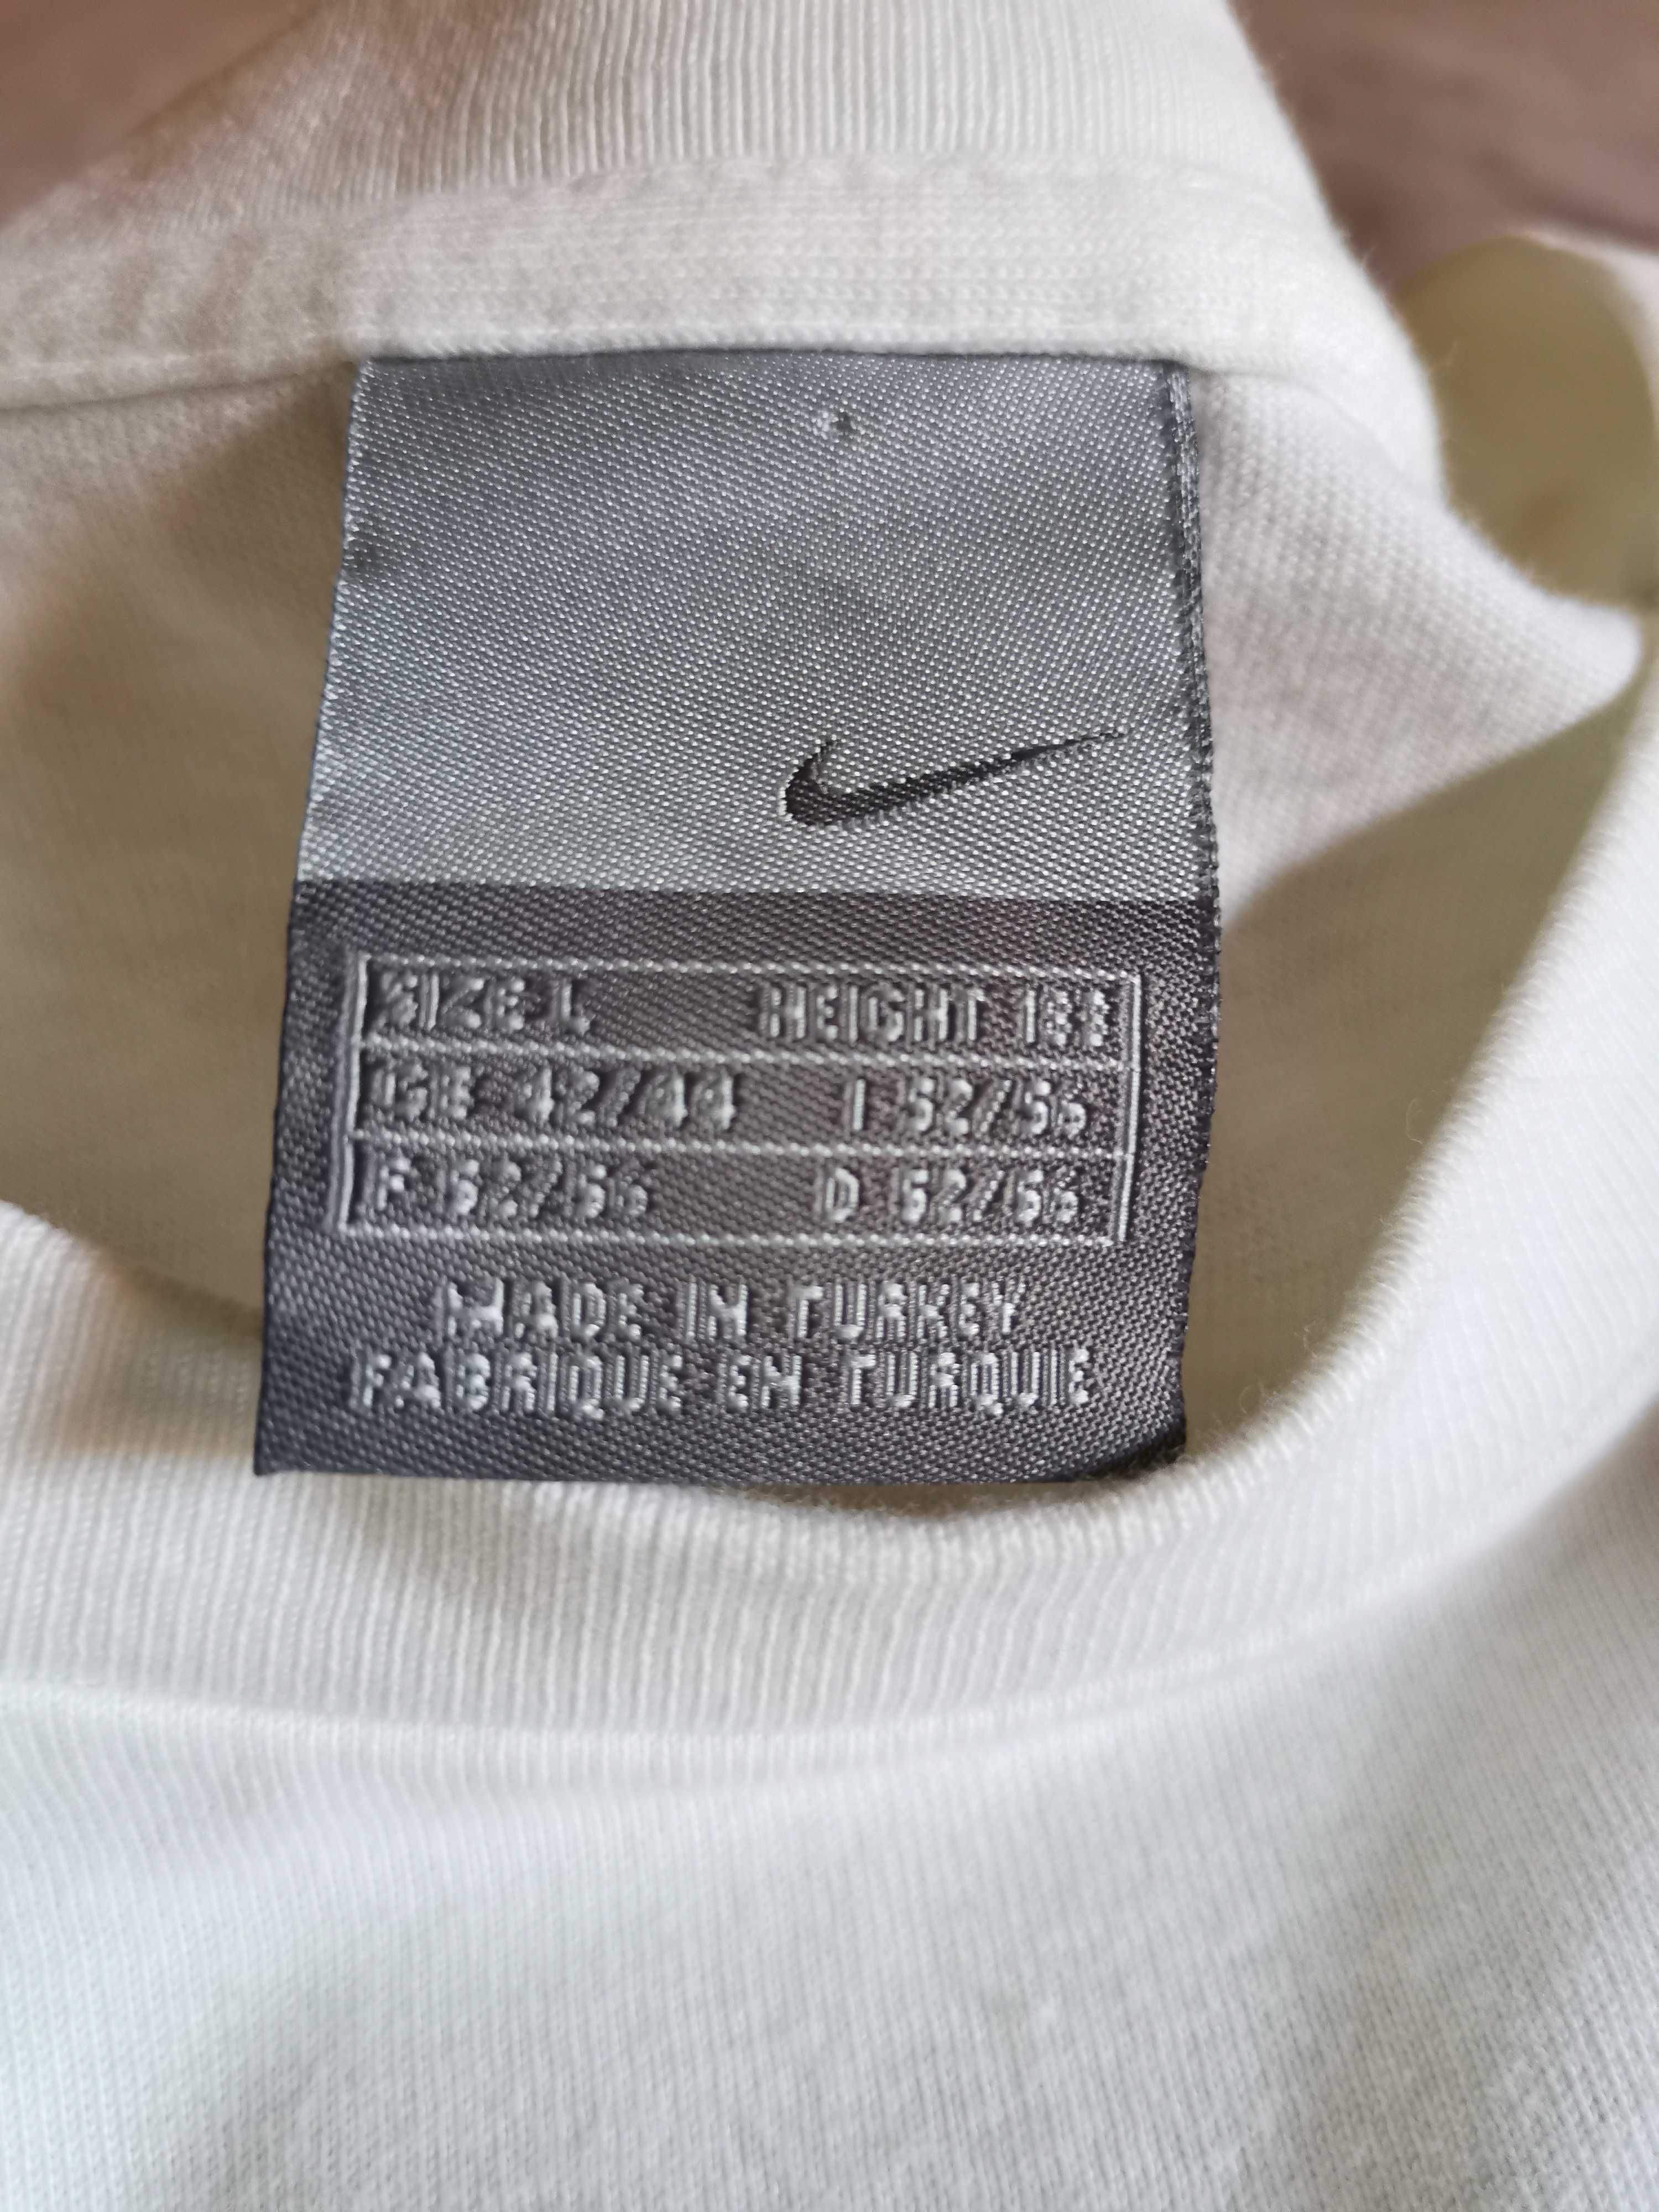 SIZE L HEIGHT 183
GB 42/44 I 52/56
F 52/56 D 52/56
MADE IN TURKEY
FABRIQUE EN TURQUIE